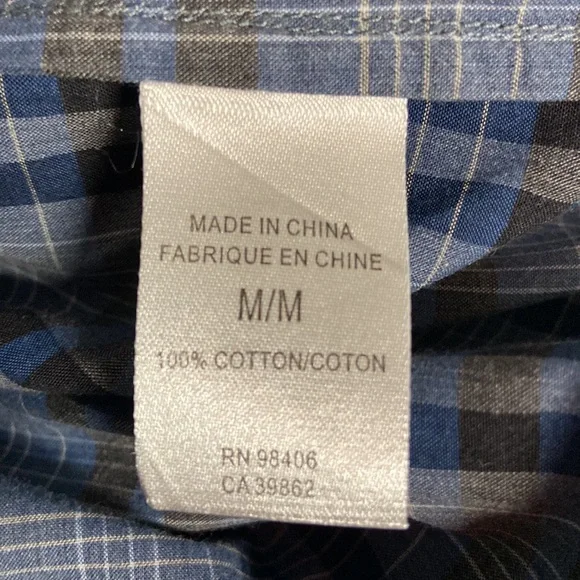 MADE IN CHINA
FABRIQUE EN CHINE
M/M
100% COTTON/COTON
RN 98406
CA 39862